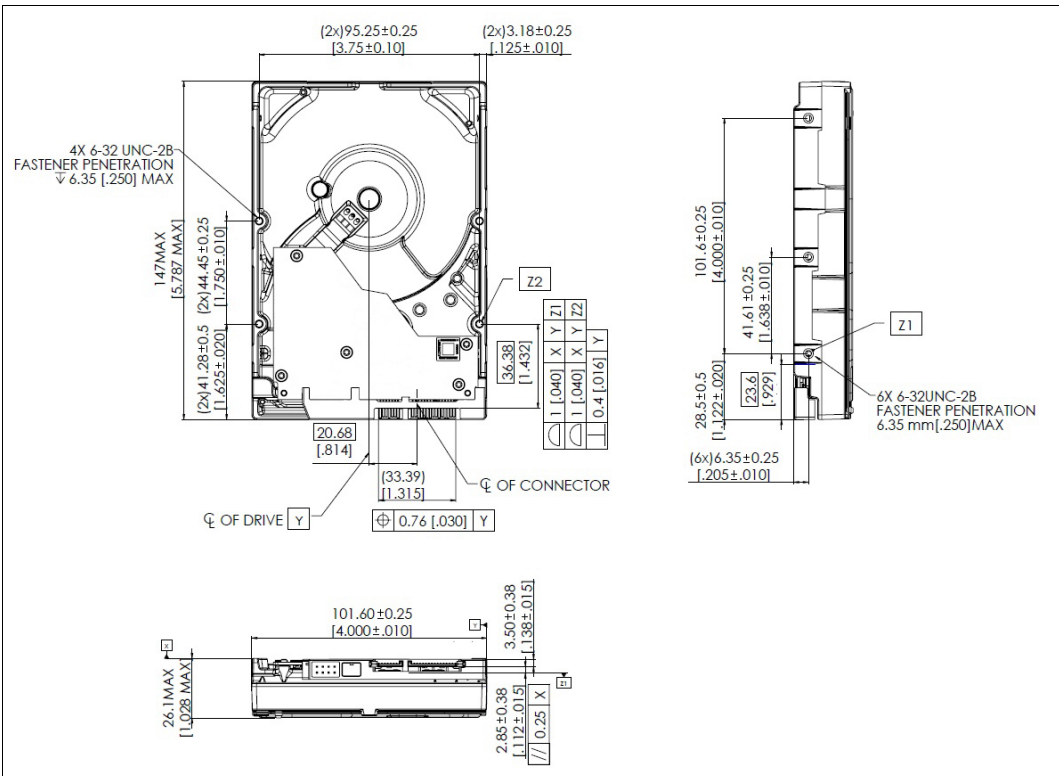 (2x)95.25±0.25
[3.75±0.10]
(2x)3.18±0.25
[.125±.010]
4X 6-32 UNC-2B
FASTENER PENETRATION
↧ 6.35 [.250] MAX
147MAX
[5.787 MAX]
(2x)44.45±0.25
[1.750±.010]
(2x)41.28±0.5
[1.625±.020]
Z2
36.38
[1.432]
⌓ 1 [.040] X Y Z1
⌓ 1 [.040] X Y Z2
⊥ 0.4 [.016] Y
20.68
[.814]
(33.39)
[1.315]
℄ OF CONNECTOR
℄ OF DRIVE Y
⌖ 0.76 [.030] Y
101.6±0.25
[4.000±.010]
41.61±0.25
[1.638±.010]
Z1
28.5±0.5
[1.122±.020]
23.6
[.929]
6X 6-32UNC-2B
FASTENER PENETRATION
6.35 mm[.250]MAX
(6x)6.35±0.25
[.205±.010]
101.60±0.25
[4.000±.010]
Y
X
3.50±0.38
[.138±.015]
Z1
26.1MAX
[1.028 MAX]
2.85±0.38
[.112±.015]
// 0.25 X